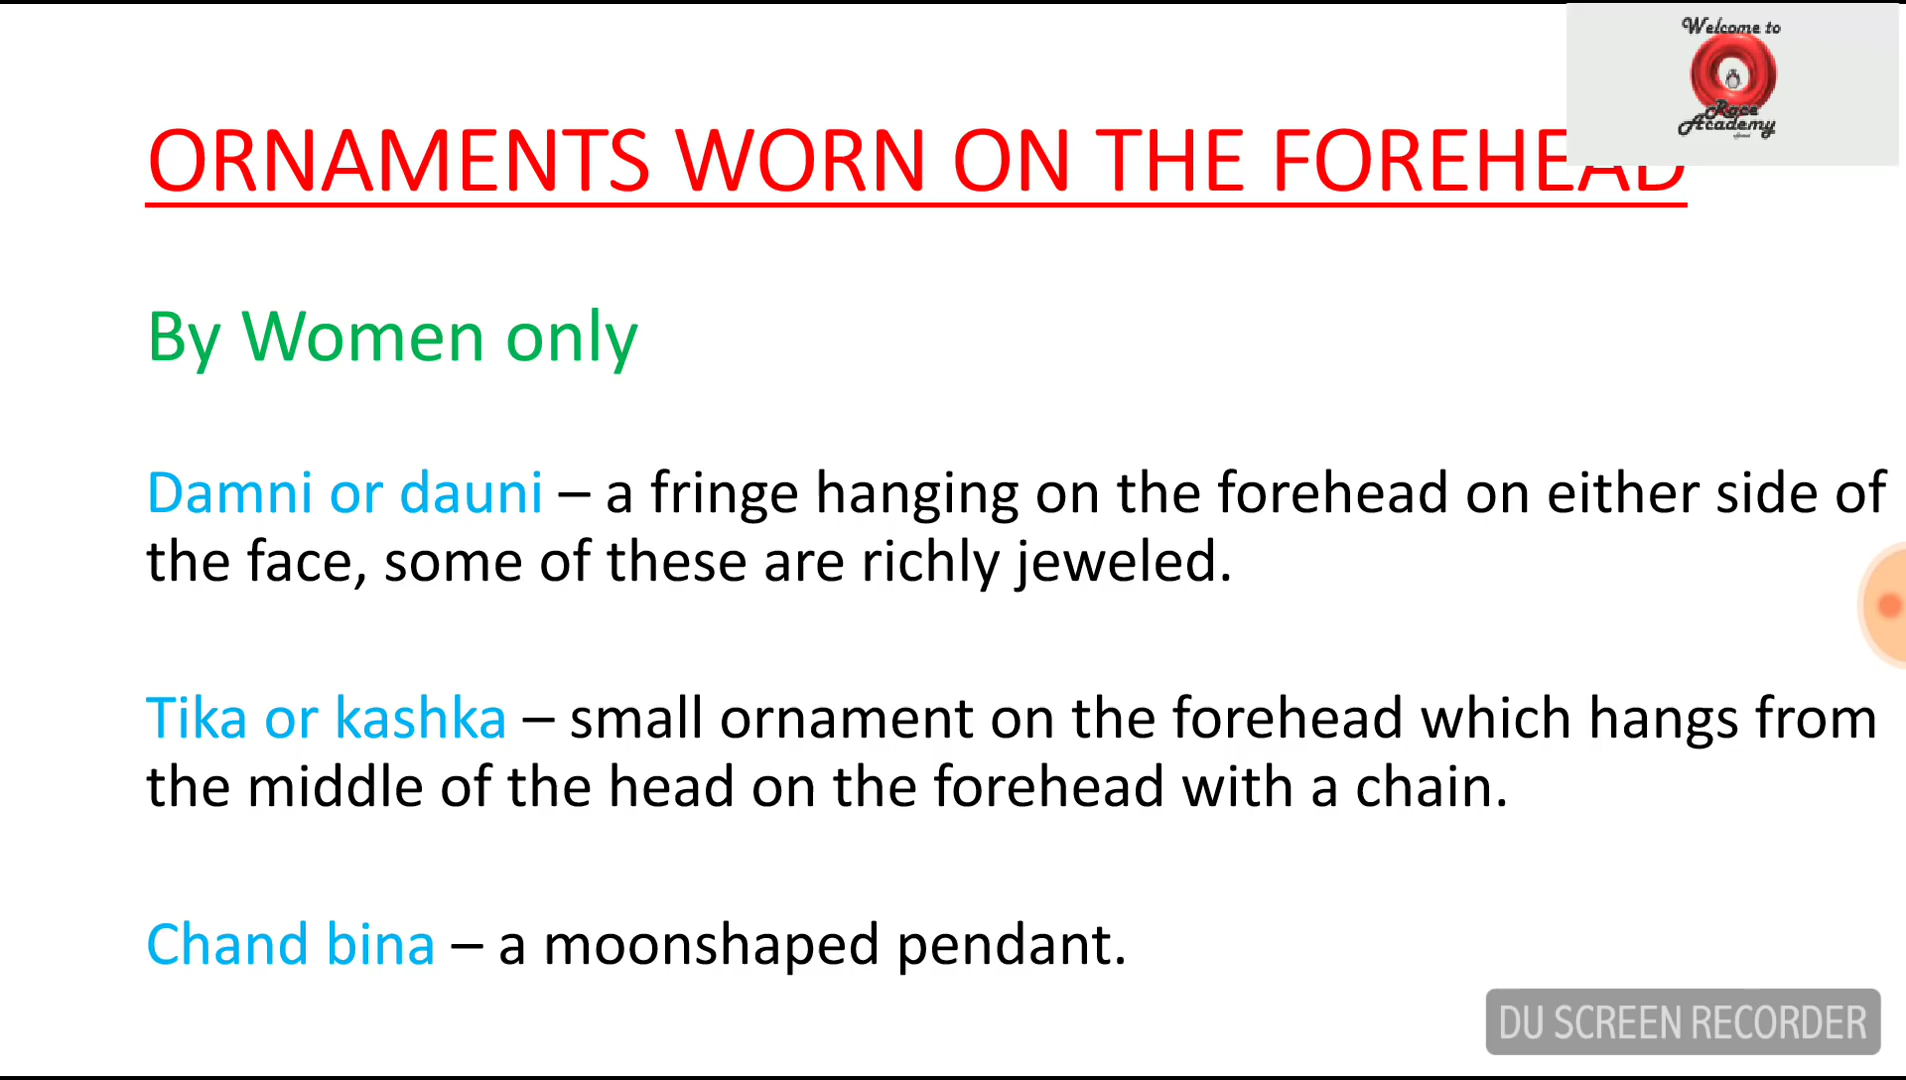 Welcome to
Race
Academy
ORNAMENTS WORN ON THE FOREHEAD
By Women only
Damni or dauni – a fringe hanging on the forehead on either side of
the face, some of these are richly jeweled.
Tika or kashka – small ornament on the forehead which hangs from
the middle of the head on the forehead with a chain.
Chand bina – a moonshaped pendant.
DU SCREEN RECORDER